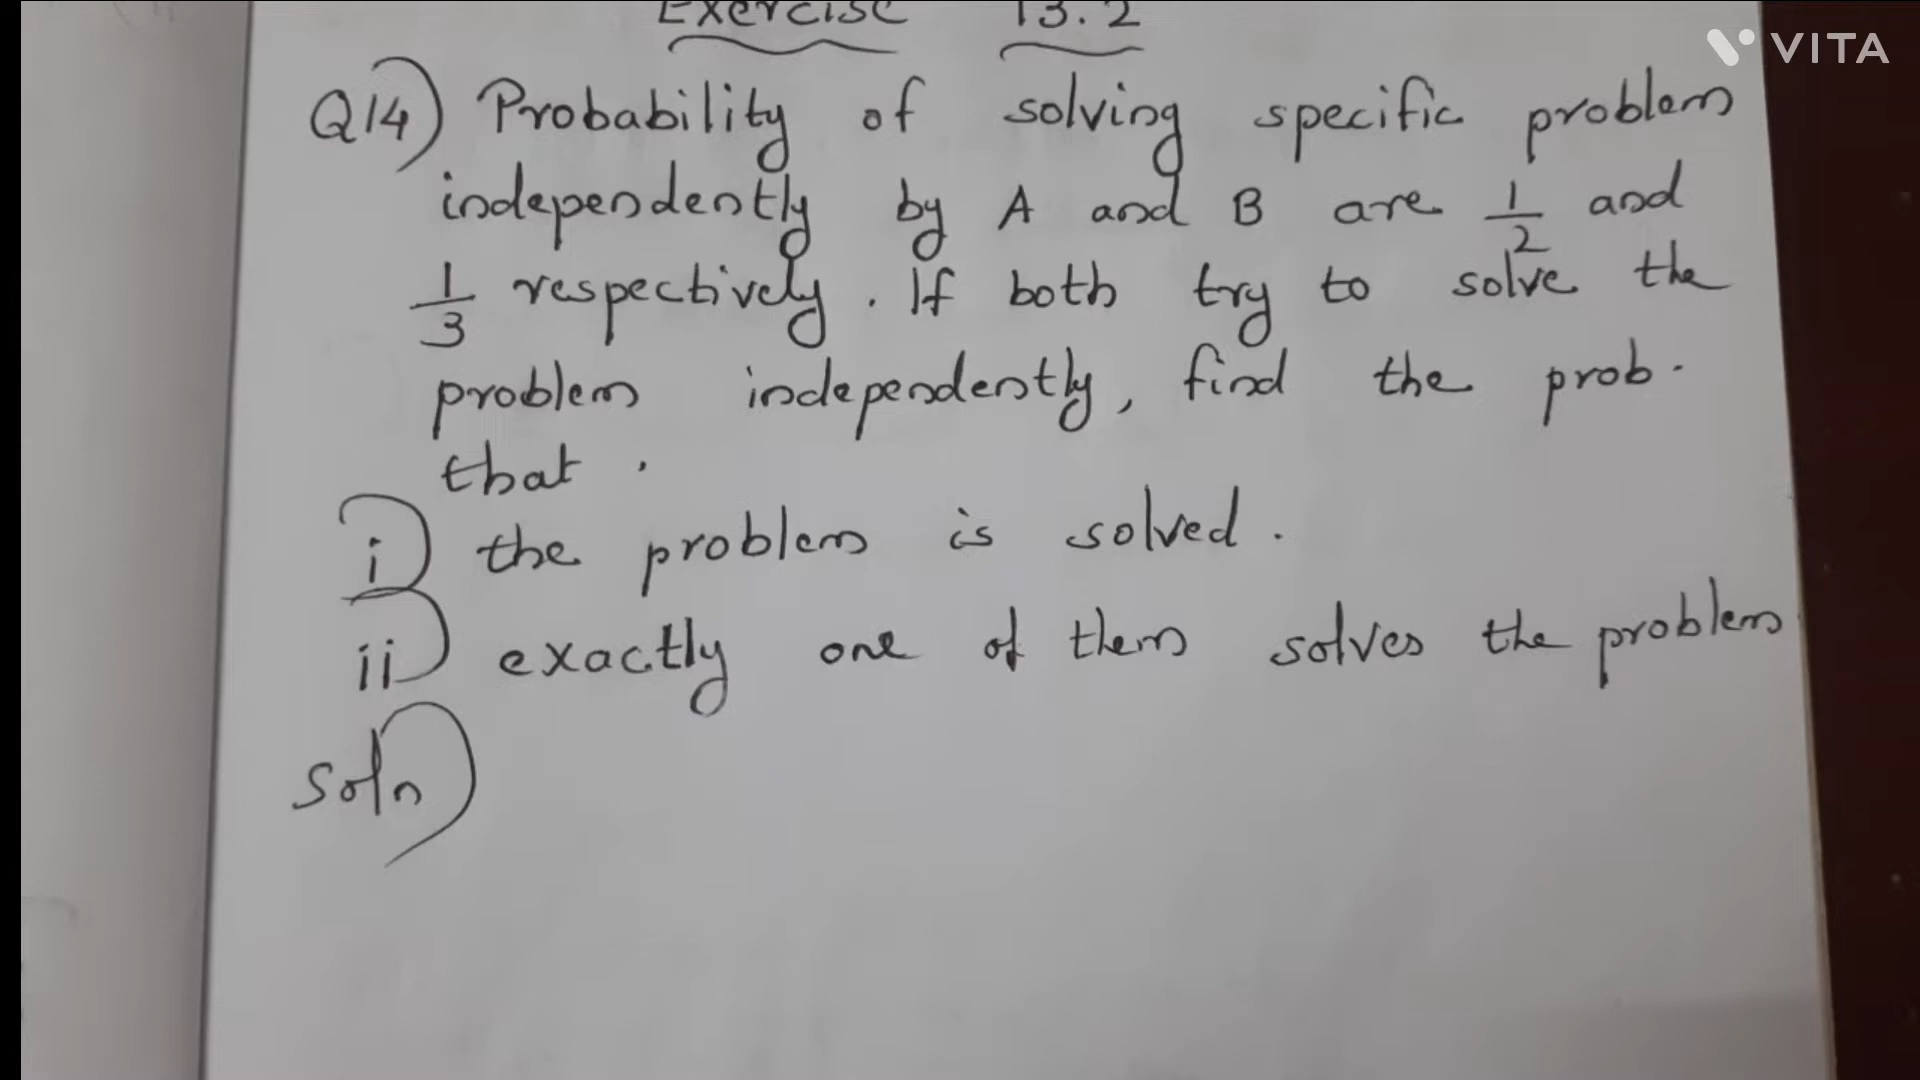 Exercise 13.2
VITA
Q14) Probability of solving specific problem
independently by A and B are 1/2 and
1/3 respectively. If both try to solve the
problem independently, find the prob.
that.
i) the problem is solved.
ii) exactly one of them solves the problem
Soln)